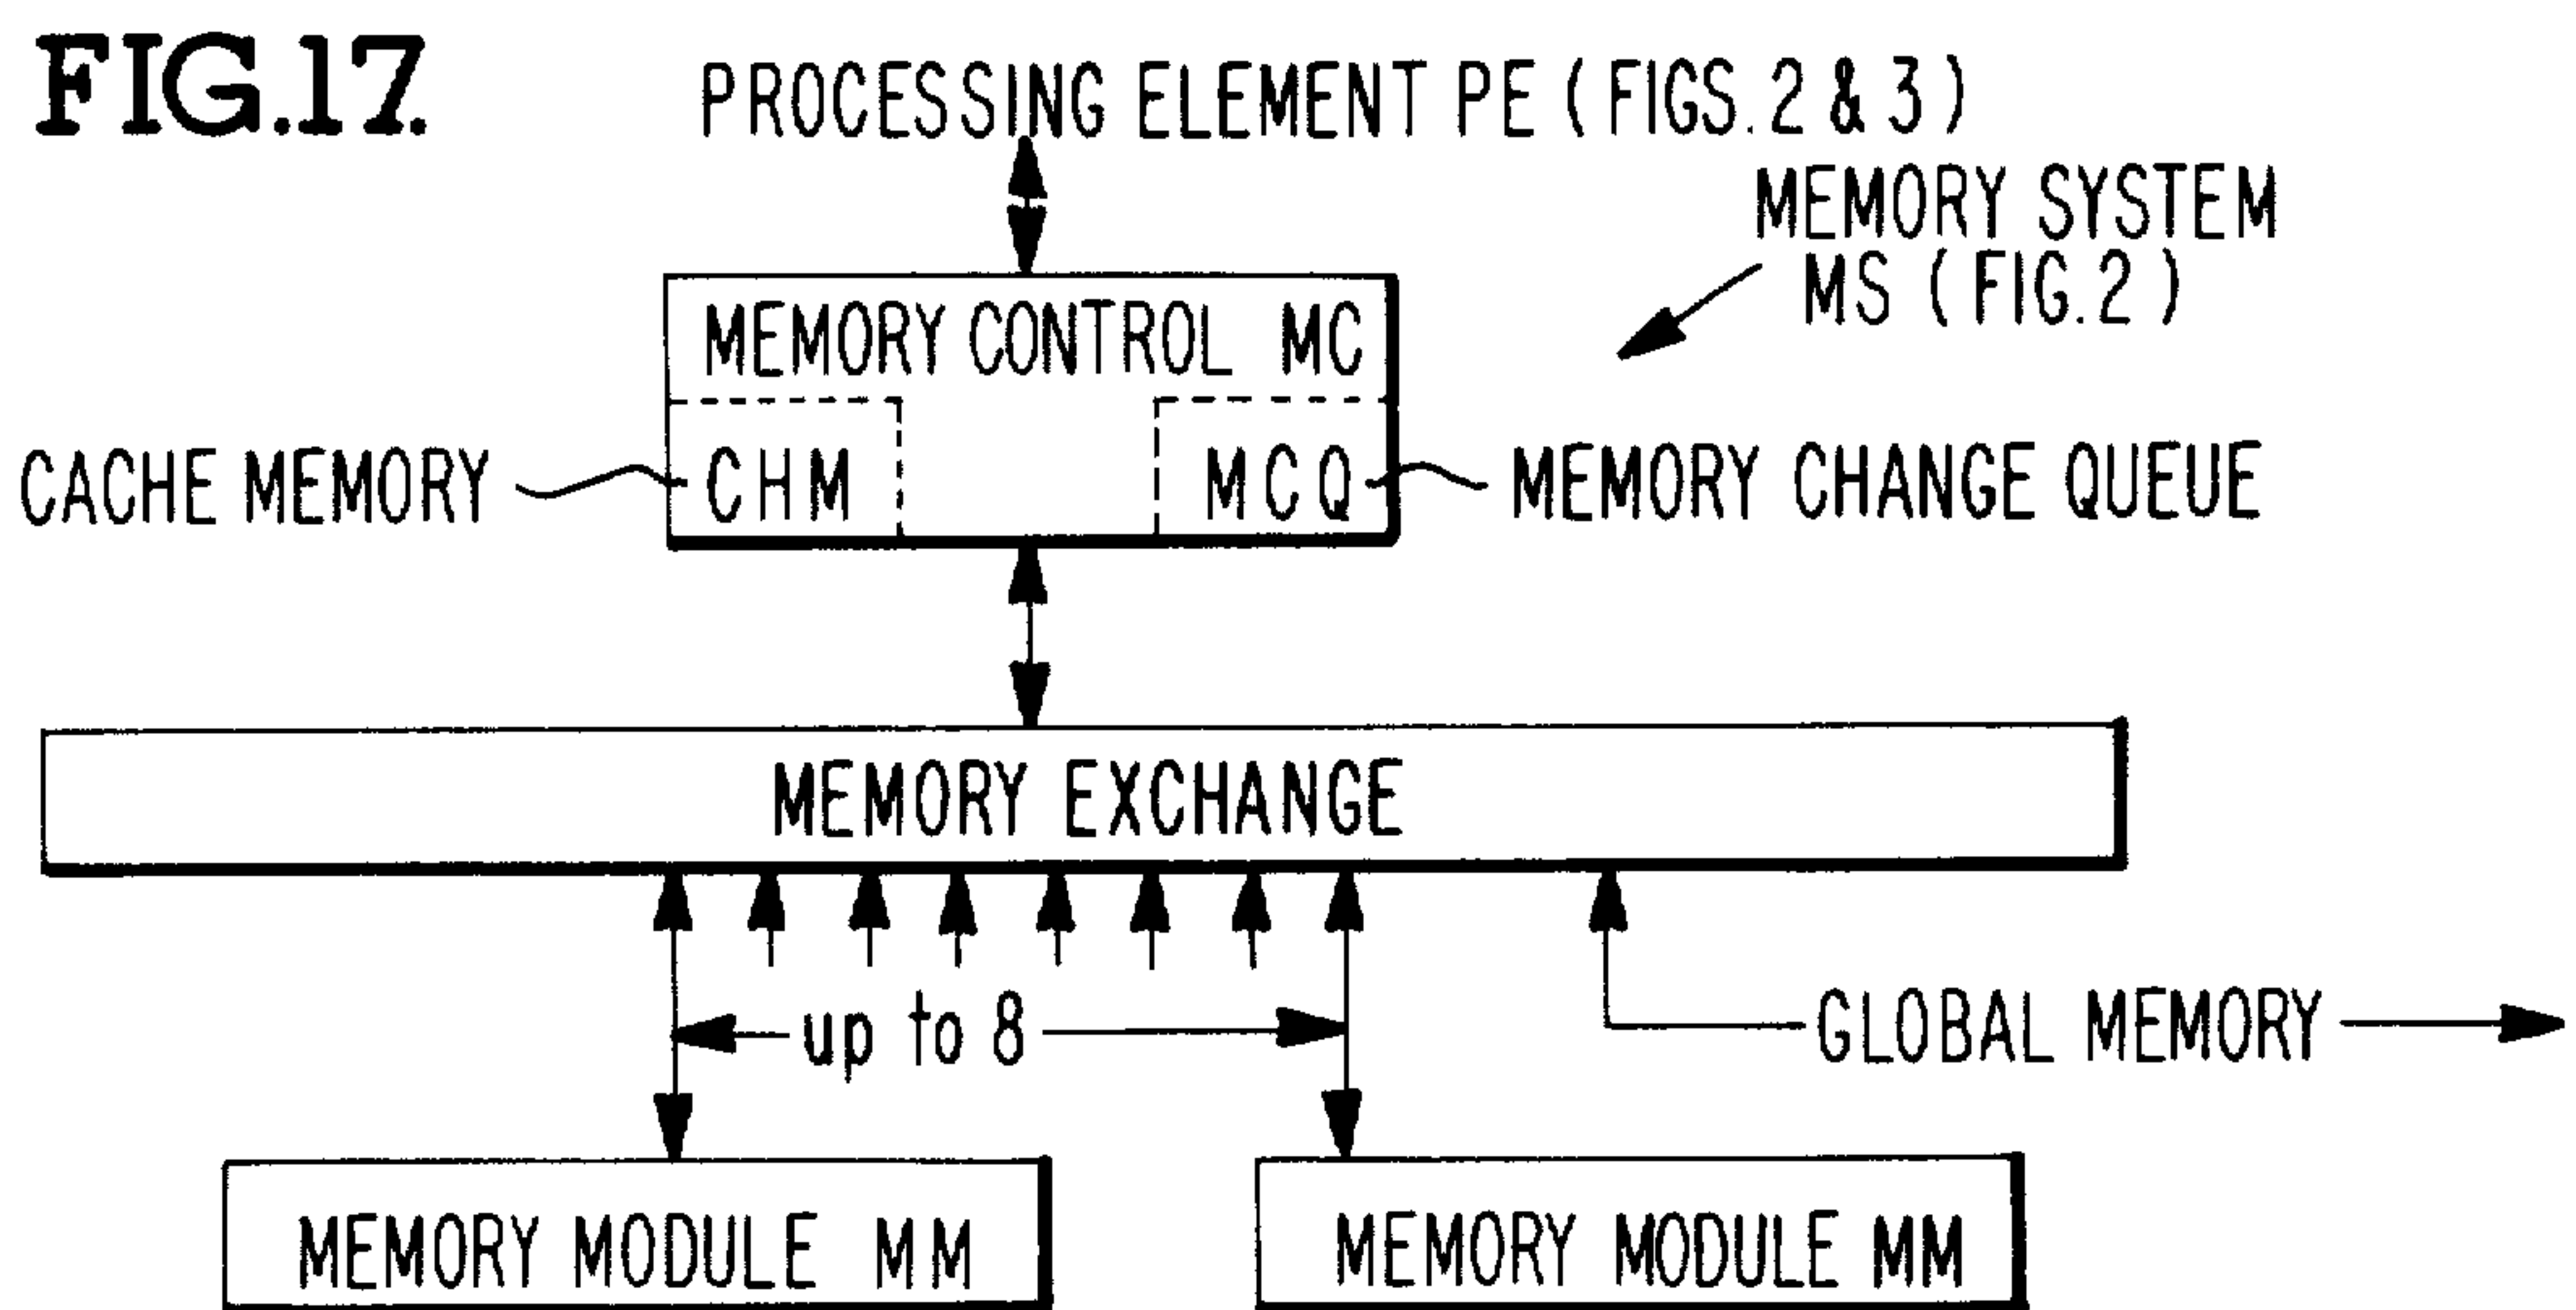 FIG.17.
PROCESSING ELEMENT PE ( FIGS. 2 & 3 )
MEMORY SYSTEM
MS ( FIG. 2 )
MEMORY CONTROL MC
CACHE MEMORY
CHM
MCQ
MEMORY CHANGE QUEUE
MEMORY EXCHANGE
up to 8
GLOBAL MEMORY
MEMORY MODULE MM
MEMORY MODULE MM